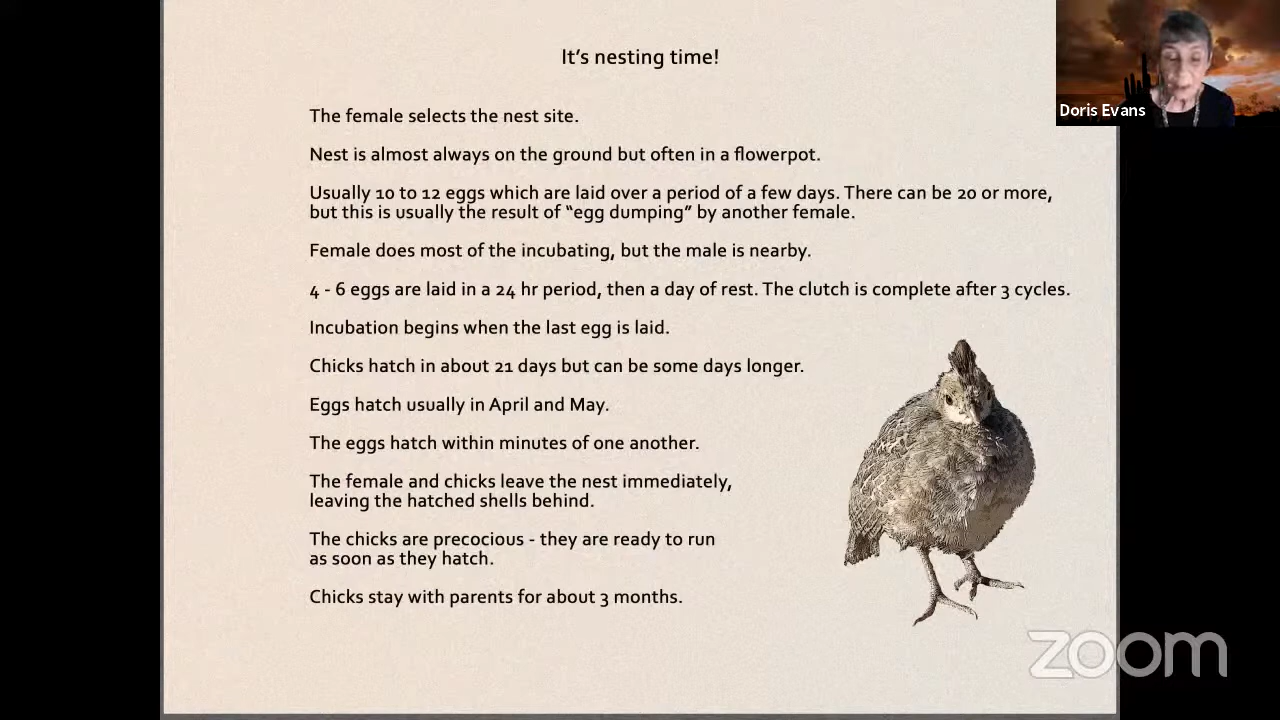 It's nesting time!
Doris Evans
The female selects the nest site.
Nest is almost always on the ground but often in a flowerpot.
Usually 10 to 12 eggs which are laid over a period of a few days. There can be 20 or more,
but this is usually the result of “egg dumping” by another female.
Female does most of the incubating, but the male is nearby.
4 - 6 eggs are laid in a 24 hr period, then a day of rest. The clutch is complete after 3 cycles.
Incubation begins when the last egg is laid.
Chicks hatch in about 21 days but can be some days longer.
Eggs hatch usually in April and May.
The eggs hatch within minutes of one another.
The female and chicks leave the nest immediately,
leaving the hatched shells behind.
The chicks are precocious - they are ready to run
as soon as they hatch.
Chicks stay with parents for about 3 months.
zoom